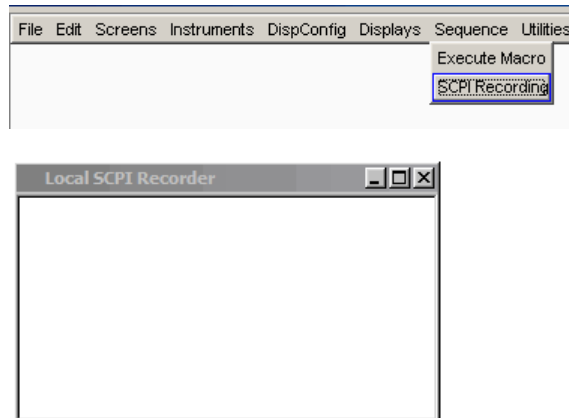 File Edit Screens Instruments DispConfig Displays Sequence Utilities
Execute Macro
SCPI Recording
Local SCPI Recorder